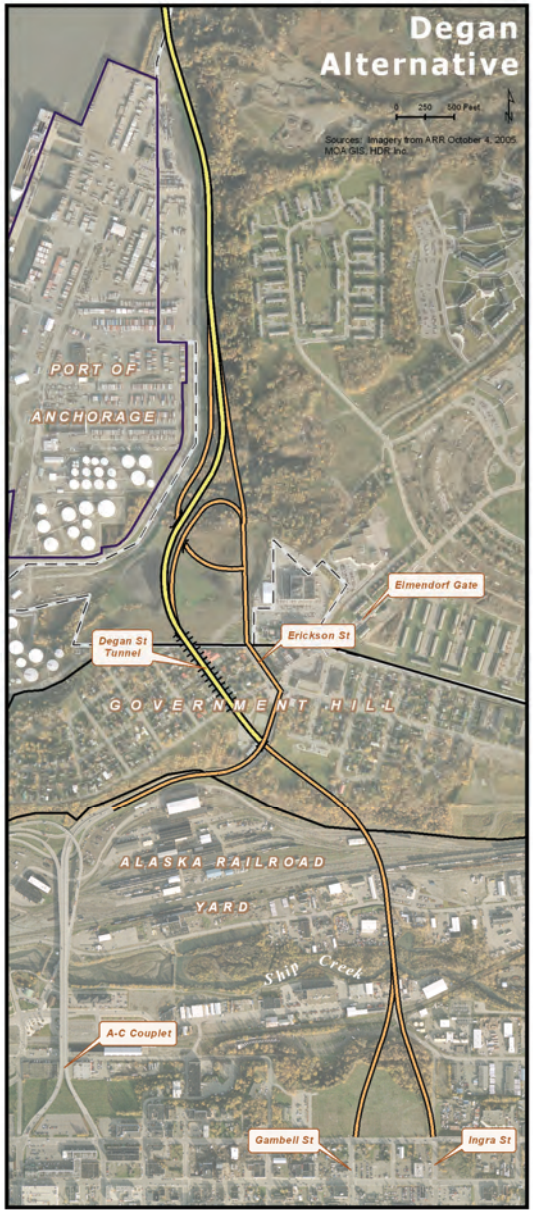 Degan
Alternative
0 250 500 Feet
N
Sources: Imagery from ARR October 4, 2005,
MOA GIS, HDR Inc.
PORT OF
ANCHORAGE
Elmendorf Gate
Erickson St
Degan St
Tunnel
GOVERNMENT HILL
ALASKA RAILROAD
YARD
Ship Creek
A-C Couplet
Gambell St
Ingra St